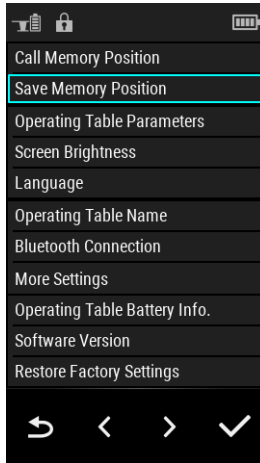 Call Memory Position
Save Memory Position
Operating Table Parameters
Screen Brightness
Language
Operating Table Name
Bluetooth Connection
More Settings
Operating Table Battery Info.
Software Version
Restore Factory Settings